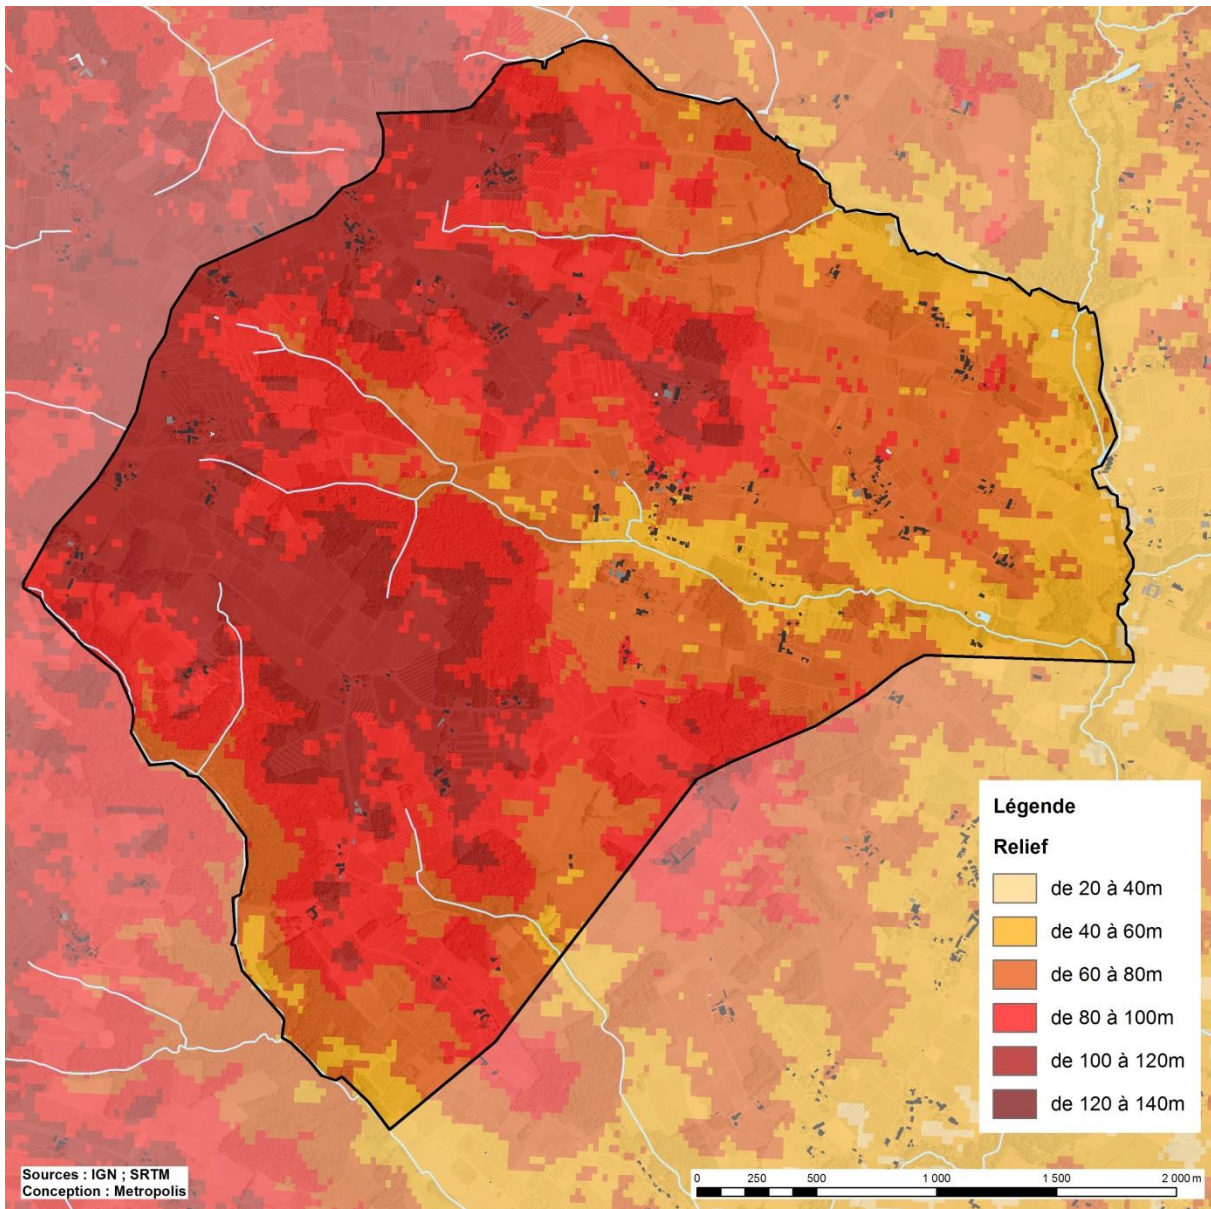 Légende
Relief
de 20 à 40m
de 40 à 60m
de 60 à 80m
de 80 à 100m
de 100 à 120m
de 120 à 140m
Sources : IGN ; SRTM
Conception : Metropolis
0 250 500 1 000 1 500 2 000 m